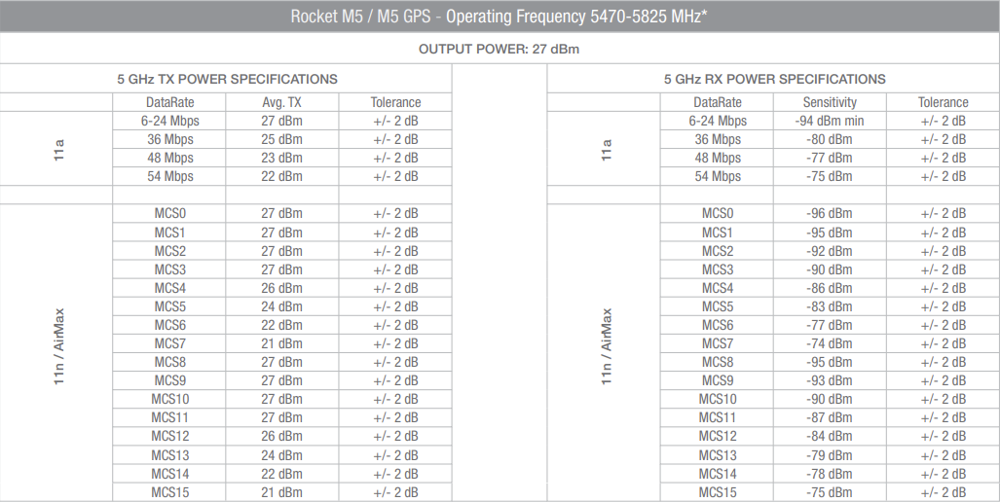 Rocket M5 / M5 GPS - Operating Frequency 5470-5825 MHz*
OUTPUT POWER: 27 dBm
5 GHz TX POWER SPECIFICATIONS 5 GHz RX POWER SPECIFICATIONS
DataRate Avg. TX Tolerance DataRate Sensitivity Tolerance
11a 6-24 Mbps 27 dBm +/- 2 dB 11a 6-24 Mbps -94 dBm min +/- 2 dB
36 Mbps 25 dBm +/- 2 dB 36 Mbps -80 dBm +/- 2 dB
48 Mbps 23 dBm +/- 2 dB 48 Mbps -77 dBm +/- 2 dB
54 Mbps 22 dBm +/- 2 dB 54 Mbps -75 dBm +/- 2 dB
11n / AirMax MCS0 27 dBm +/- 2 dB 11n / AirMax MCS0 -96 dBm +/- 2 dB
MCS1 27 dBm +/- 2 dB MCS1 -95 dBm +/- 2 dB
MCS2 27 dBm +/- 2 dB MCS2 -92 dBm +/- 2 dB
MCS3 27 dBm +/- 2 dB MCS3 -90 dBm +/- 2 dB
MCS4 26 dBm +/- 2 dB MCS4 -86 dBm +/- 2 dB
MCS5 24 dBm +/- 2 dB MCS5 -83 dBm +/- 2 dB
MCS6 22 dBm +/- 2 dB MCS6 -77 dBm +/- 2 dB
MCS7 21 dBm +/- 2 dB MCS7 -74 dBm +/- 2 dB
MCS8 27 dBm +/- 2 dB MCS8 -95 dBm +/- 2 dB
MCS9 27 dBm +/- 2 dB MCS9 -93 dBm +/- 2 dB
MCS10 27 dBm +/- 2 dB MCS10 -90 dBm +/- 2 dB
MCS11 27 dBm +/- 2 dB MCS11 -87 dBm +/- 2 dB
MCS12 26 dBm +/- 2 dB MCS12 -84 dBm +/- 2 dB
MCS13 24 dBm +/- 2 dB MCS13 -79 dBm +/- 2 dB
MCS14 22 dBm +/- 2 dB MCS14 -78 dBm +/- 2 dB
MCS15 21 dBm +/- 2 dB MCS15 -75 dBm +/- 2 dB